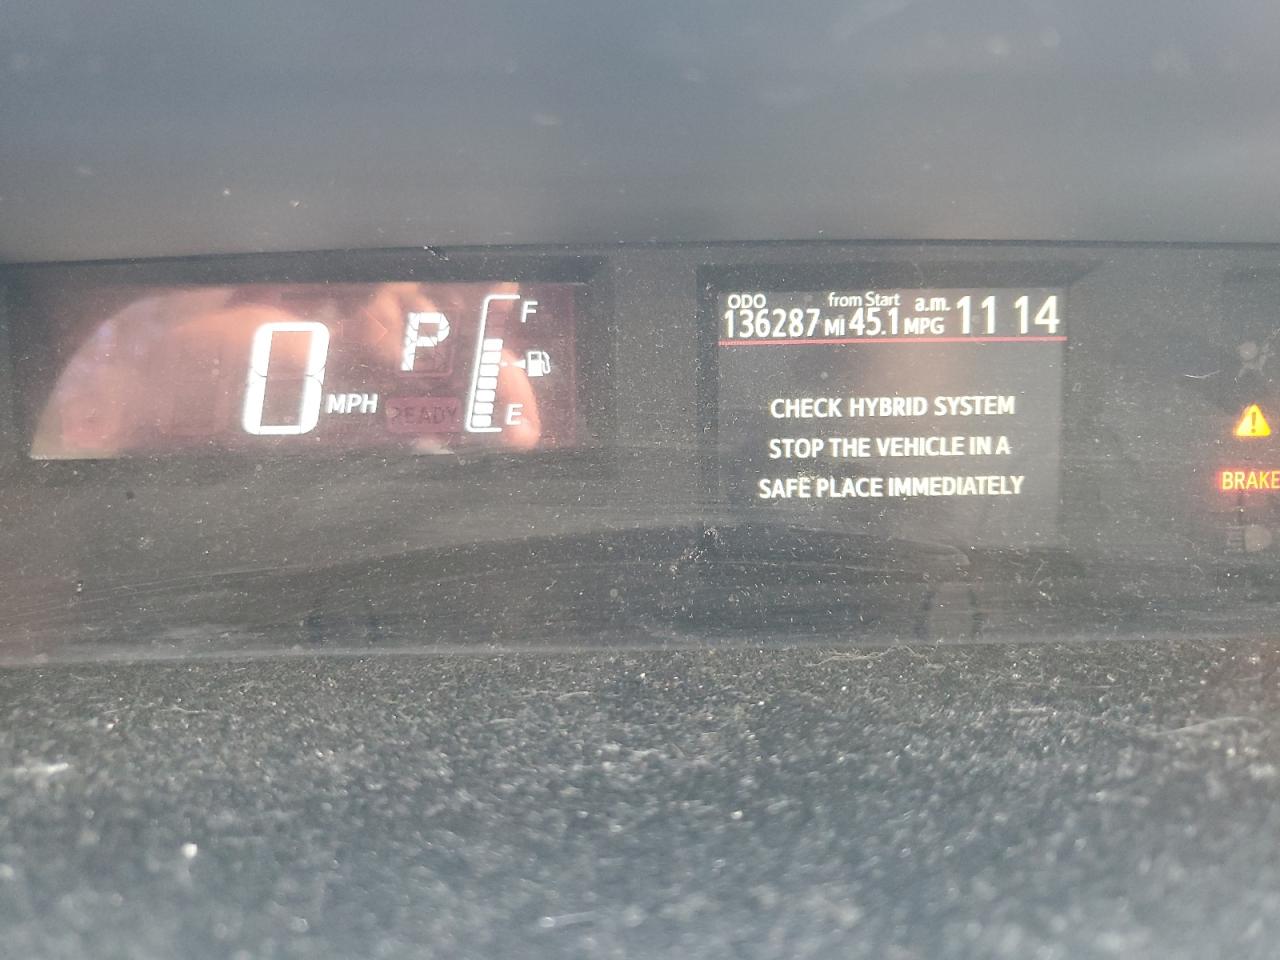 0 MPH
P
READY
F
E
ODO from Start a.m.
136287 MI 45.1 MPG 11 14
CHECK HYBRID SYSTEM
STOP THE VEHICLE IN A
SAFE PLACE IMMEDIATELY
BRAKE